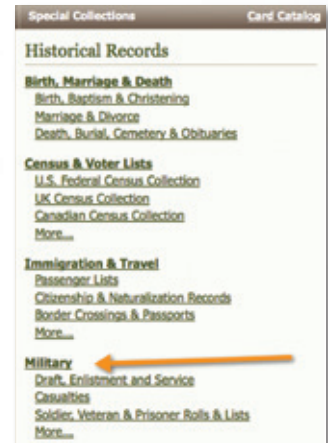 Special Collections Card Catalog
Historical Records
Birth, Marriage & Death
Birth, Baptism & Christening
Marriage & Divorce
Death, Burial, Cemetery & Obituaries
Census & Voter Lists
U.S. Federal Census Collection
UK Census Collection
Canadian Census Collection
More...
Immigration & Travel
Passenger Lists
Citizenship & Naturalization Records
Border Crossings & Passports
More...
Military
Draft, Enlistment and Service
Casualties
Soldier, Veteran & Prisoner Rolls & Lists
More...